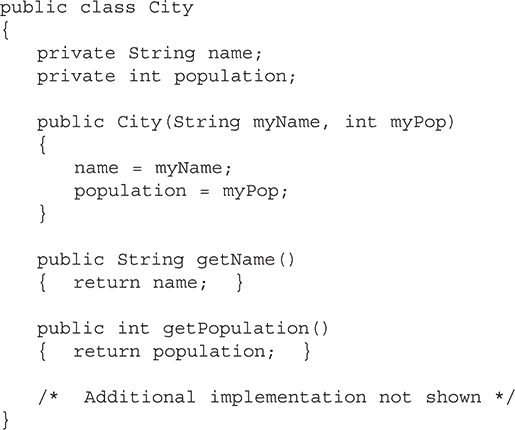 public class City
{
private String name;
private int population;
public City(String myName, int myPop)
{
name = myName;
population = myPop;
}
public String getName()
{ return name; }
public int getPopulation()
{ return population; }
/* Additional implementation not shown */
}